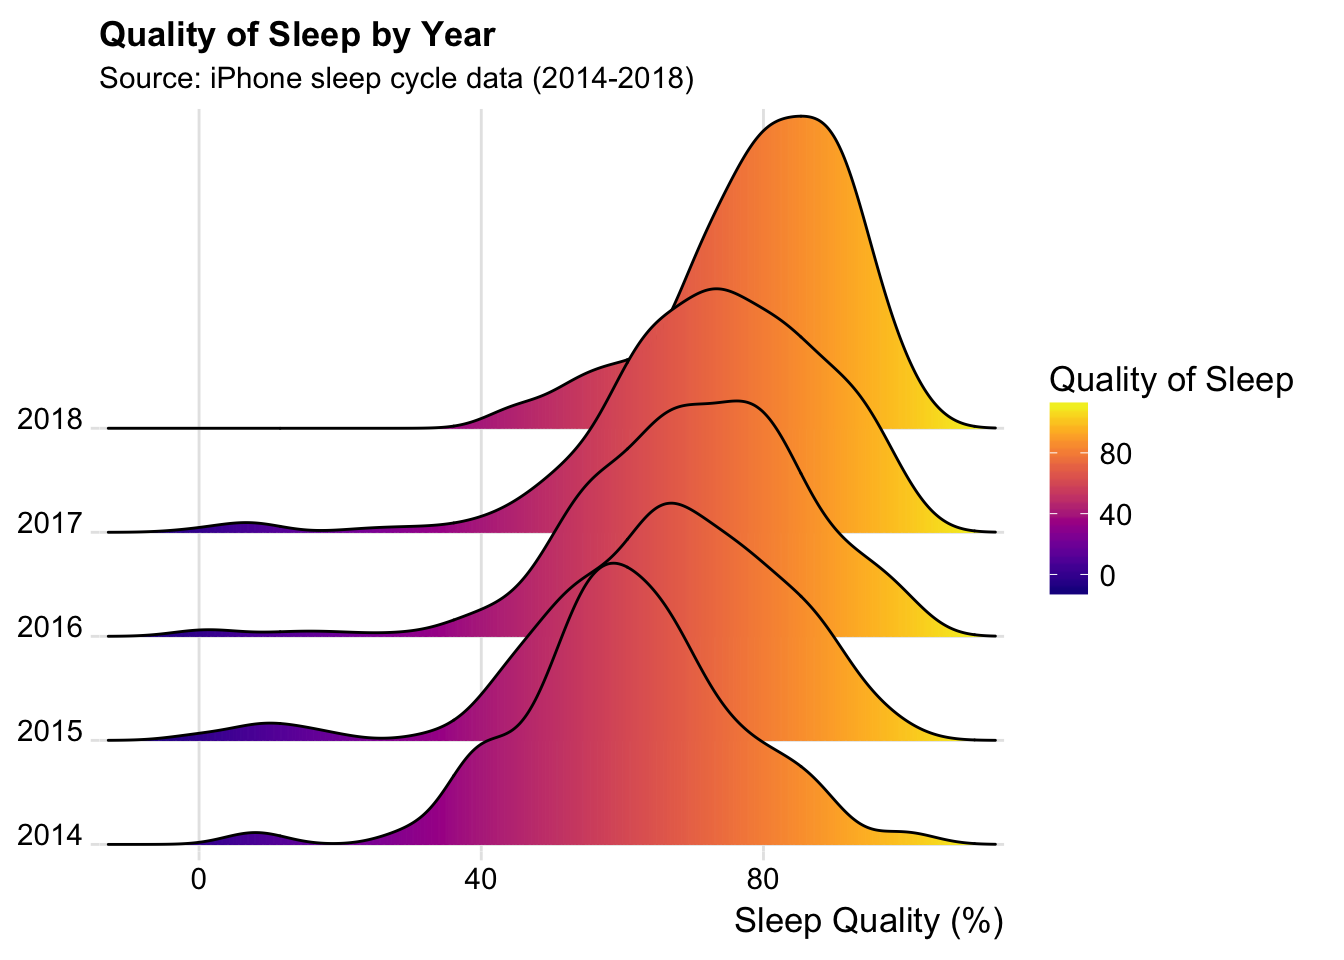 Quality of Sleep by Year
Source: iPhone sleep cycle data (2014-2018)
2018
2017
2016
2015
2014
0
40
80
Sleep Quality (%)
Quality of Sleep
80
40
0